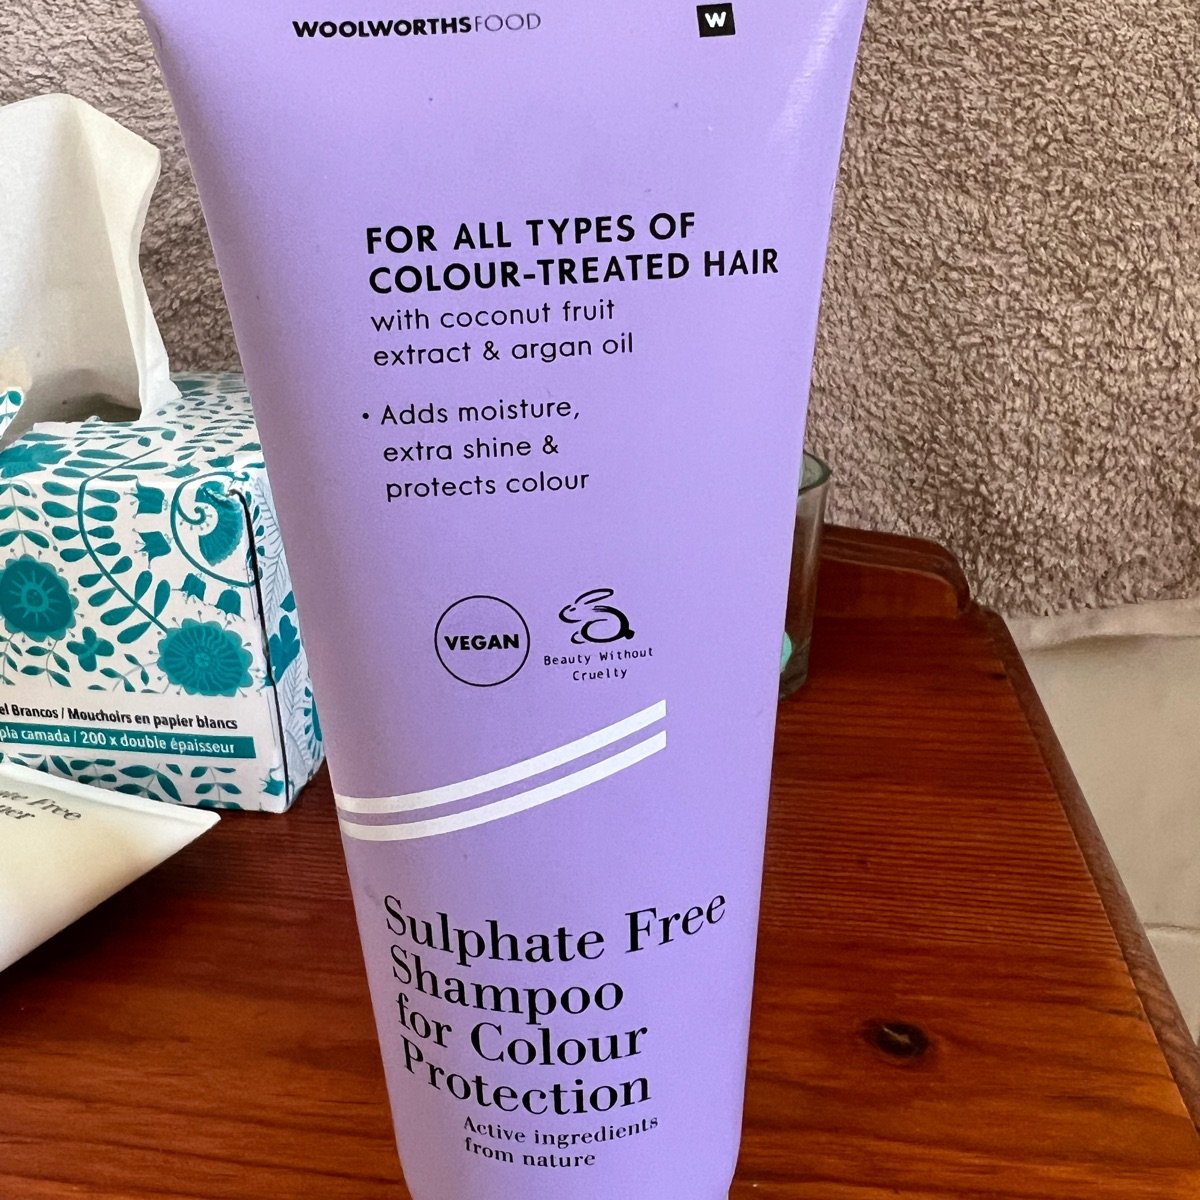 WOOLWORTHSFOOD
W
FOR ALL TYPES OF
COLOUR-TREATED HAIR
with coconut fruit
extract & argan oil
• Adds moisture,
extra shine &
protects colour
VEGAN
Beauty Without
Cruelty
Sulphate Free
Shampoo
for Colour
Protection
Active ingredients
from nature
Brancos / Mouchoirs en papier blancs
camada / 200 x double épaisseur
Free